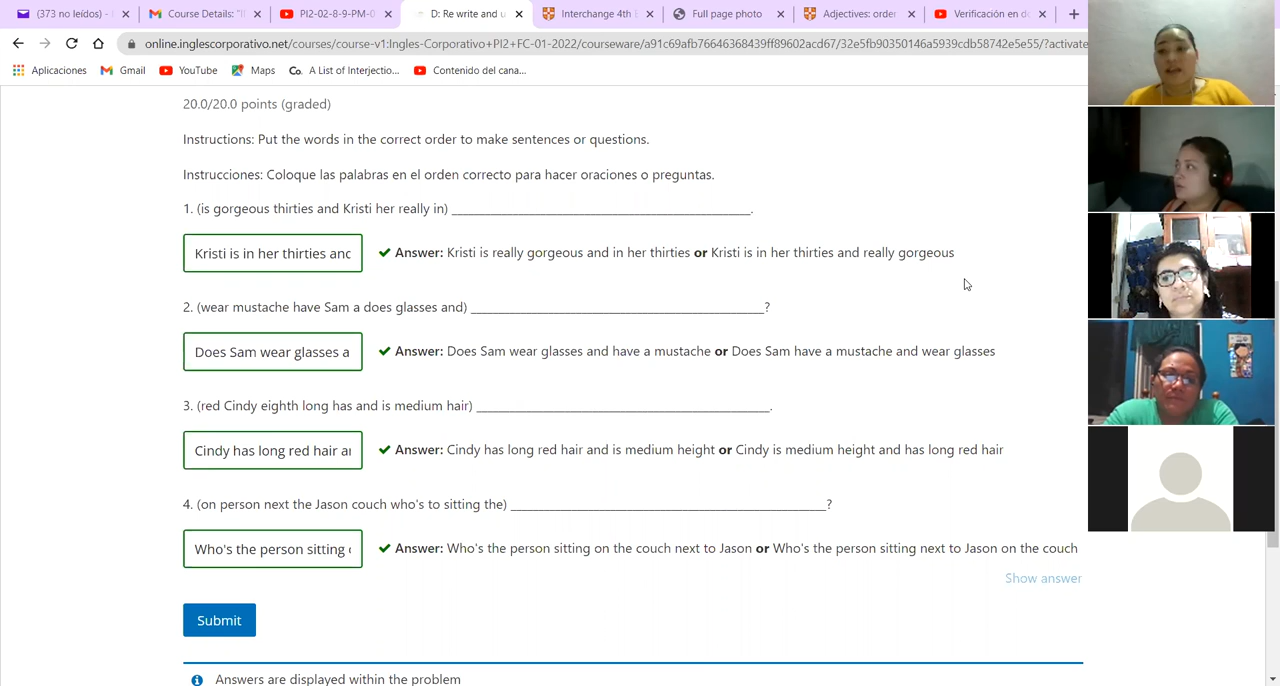 (373 no leídos) -
Course Details: "I
PI2-02-8-9-PM-0
D: Re write and u
Interchange 4th E
Full page photo
Adjectives: order
Verificación en do
online.inglescorporativo.net/courses/course-v1:Ingles-Corporativo+PI2+FC-01-2022/courseware/a91c69afb76646368439ff89602acd67/32e5fb90350146a5939cdb58742e5e55/?activate
Aplicaciones
Gmail
YouTube
Maps
Co. A List of Interjectio...
Contenido del cana...
20.0/20.0 points (graded)
Instructions: Put the words in the correct order to make sentences or questions.
Instrucciones: Coloque las palabras en el orden correcto para hacer oraciones o preguntas.
1. (is gorgeous thirties and Kristi her really in) ______________________________________.
Kristi is in her thirties and
Answer: Kristi is really gorgeous and in her thirties or Kristi is in her thirties and really gorgeous
2. (wear mustache have Sam a does glasses and) ______________________________________?
Does Sam wear glasses a
Answer: Does Sam wear glasses and have a mustache or Does Sam have a mustache and wear glasses
3. (red Cindy eighth long has and is medium hair) ______________________________________.
Cindy has long red hair ar
Answer: Cindy has long red hair and is medium height or Cindy is medium height and has long red hair
4. (on person next the Jason couch who's to sitting the) _________________________________________?
Who's the person sitting
Answer: Who's the person sitting on the couch next to Jason or Who's the person sitting next to Jason on the couch
Show answer
Submit
Answers are displayed within the problem